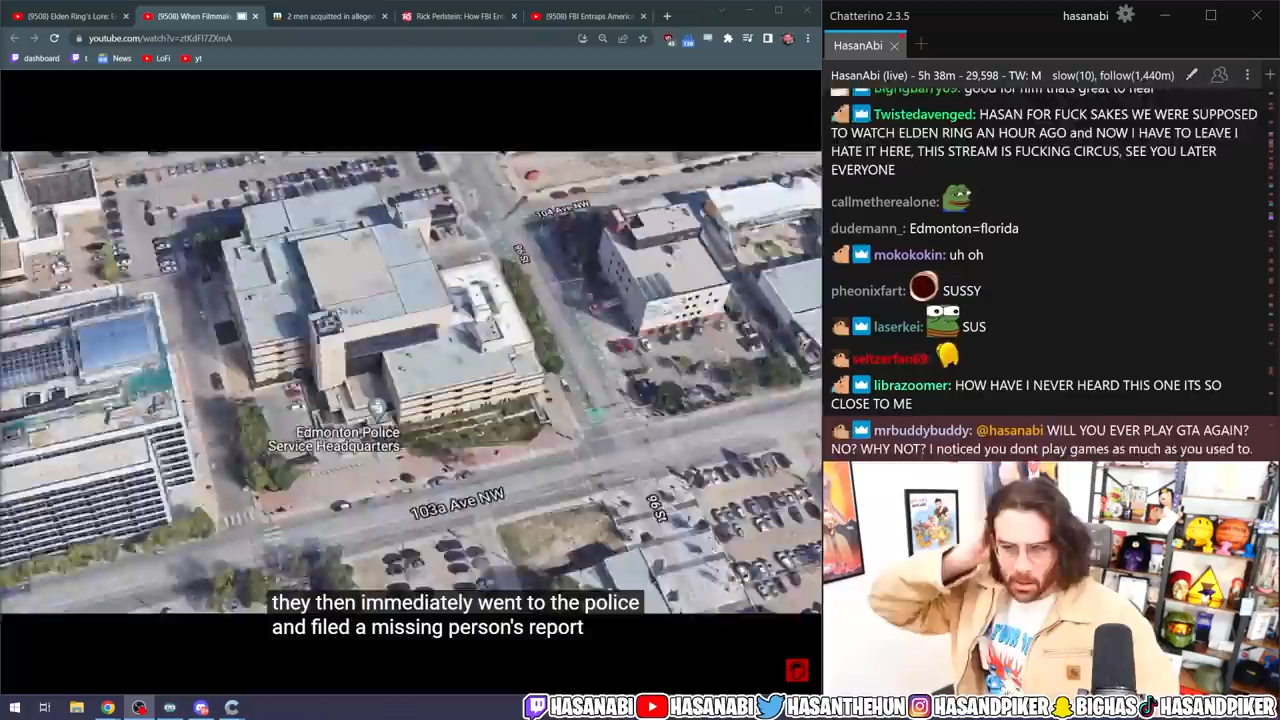 (9508) Elden Ring's Lore: E
(9508) When Filmmak
2 men acquitted in alleged
Rick Perlstein: How FBI Ent
(9508) FBI Entraps Americ
youtube.com/watch?v=ztKdFl7ZXmA
dashboard
t
News
LoFi
yt
Chatterino 2.3.5
hasanabi
HasanAbi
HasanAbi (live) - 5h 38m - 29,598 - TW: M
slow(10), follow(1,440m)
good for him thats great to hear
Twistedavenged: HASAN FOR FUCK SAKES WE WERE SUPPOSED
TO WATCH ELDEN RING AN HOUR AGO and NOW I HAVE TO LEAVE I
HATE IT HERE, THIS STREAM IS FUCKING CIRCUS, SEE YOU LATER
EVERYONE
callmetherealone:
dudemann_: Edmonton=florida
mokokokin: uh oh
pheonixfart: SUSSY
laserkei: SUS
seltzerfan69
librazoomer: HOW HAVE I NEVER HEARD THIS ONE ITS SO
CLOSE TO ME
mrbuddybuddy: @hasanabi WILL YOU EVER PLAY GTA AGAIN?
NO? WHY NOT? I noticed you dont play games as much as you used to.
104 Ave NW
96 St
Edmonton Police
Service Headquarters
103a Ave NW
96 St
they then immediately went to the police
and filed a missing person's report
HASANABI
HASANABI
HASANTHEHUN
HASANDPIKER
BIGHAS
HASANDPIKER